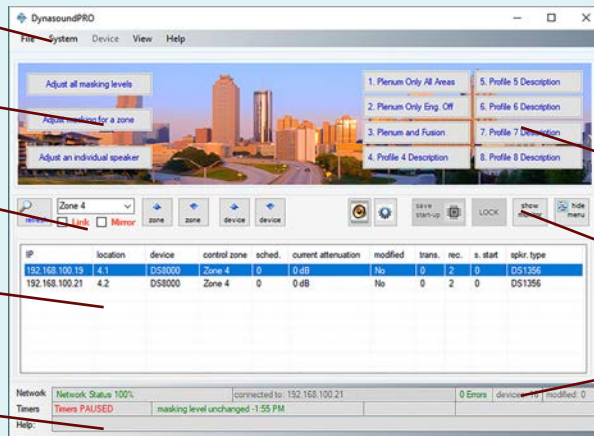 DynasoundPRO
File System Device View Help
Adjust all masking levels
Adjust masking for a zone
Adjust an individual speaker
1. Plenum Only All Areas
5. Profile 5 Description
2. Plenum Only Eng. Off
6. Profile 6 Description
3. Plenum and Fusion
7. Profile 7 Description
4. Profile 4 Description
8. Profile 8 Description
Zone 4
Link Mirror
zone zone device device
save start-up
LOCK
show monitor
hide menu
IP location device control zone sched. current attenuation modified trans. rec. s. start spkr. type
192.168.100.19 4.1 DS8000 Zone 4 0 0 dB No 0 2 0 DS1356
192.168.100.21 4.2 DS8000 Zone 4 0 0 dB No 0 2 0 DS1356
Network Network Status 100% connected to: 192.168.100.21 0 Errors devices: 16 modified: 0
Timers Timers PAUSED masking level unchanged -1:55 PM
Help: